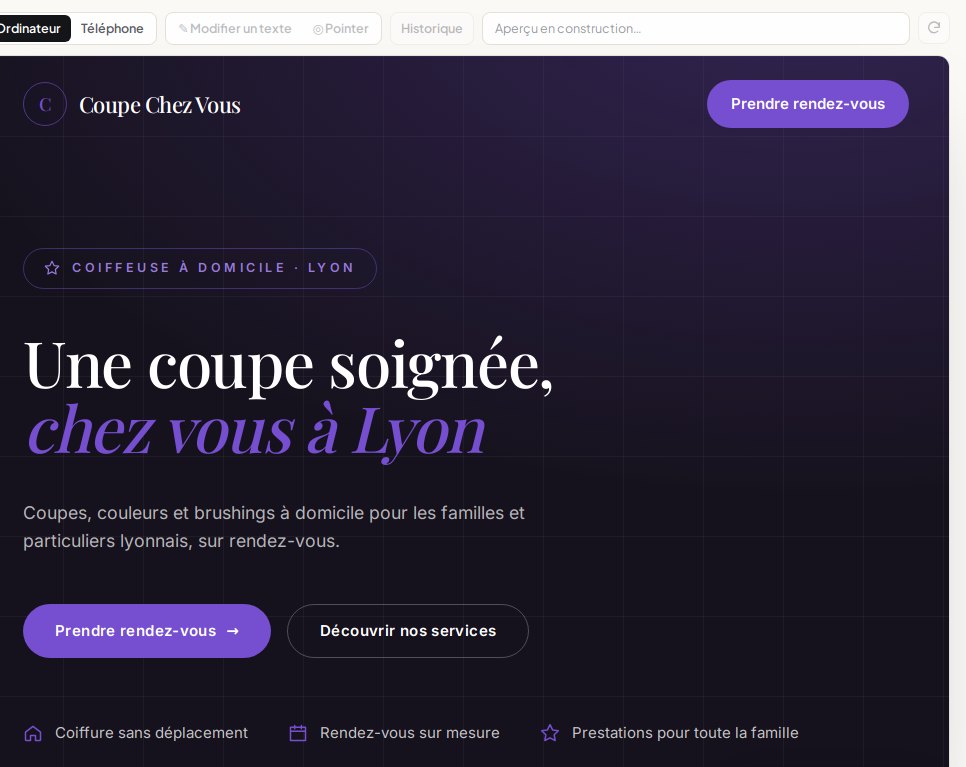 Ordinateur Téléphone ✎ Modifier un texte ◎ Pointer Historique Aperçu en construction...
C Coupe Chez Vous Prendre rendez-vous
COIFFEUSE À DOMICILE · LYON
Une coupe soignée,
chez vous à Lyon
Coupes, couleurs et brushings à domicile pour les familles et
particuliers lyonnais, sur rendez-vous.
Prendre rendez-vous → Découvrir nos services
Coiffure sans déplacement Rendez-vous sur mesure Prestations pour toute la famille